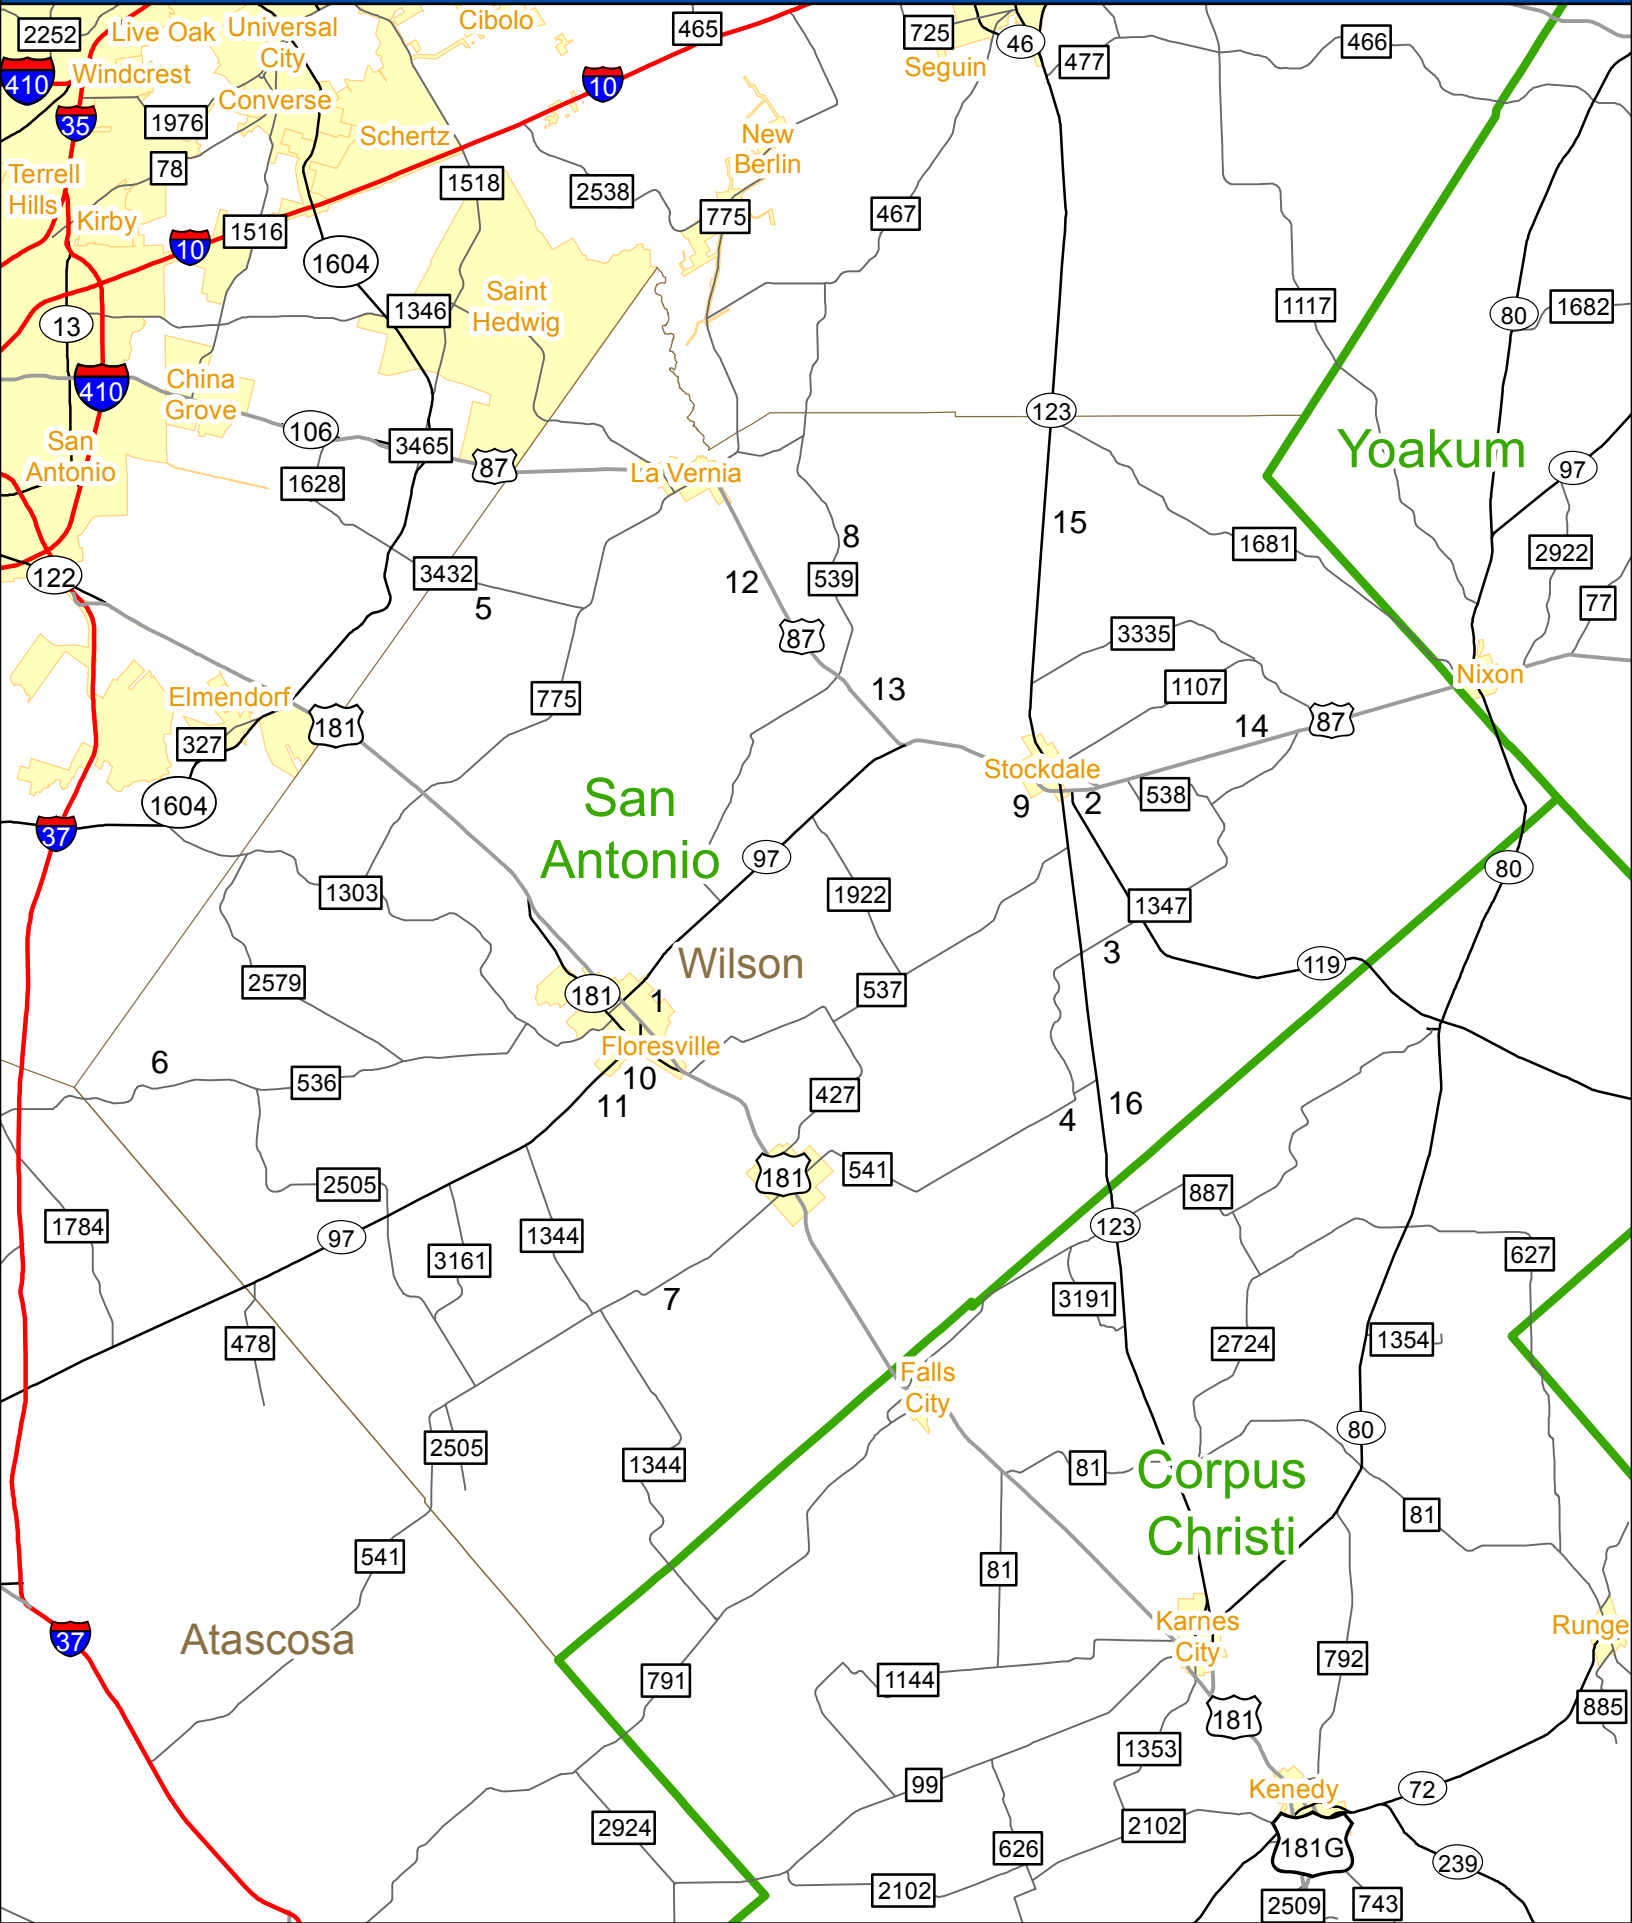 2252
Live Oak
Universal
City
Cibolo
465
725
46
477
466
Seguin
410
Windcrest
10
35
1976
Converse
Schertz
New
Berlin
78
Terrell
Hills
Kirby
1518
2538
775
467
10
1516
1604
Saint
Hedwig
1346
13
1117
80
1682
410
China
Grove
106
3465
87
123
Yoakum
97
San
Antonio
1628
La Vernia
15
8
1681
2922
122
3432
5
12
539
77
87
3335
Nixon
Elmendorf
775
13
1107
181
14
87
327
San
Antonio
Stockdale
1604
9
2
538
37
97
80
1303
1922
1347
Wilson
3
119
2579
181
1
537
Floresville
6
536
10
11
427
16
4
2505
181
541
887
1784
97
1344
123
627
3161
7
3191
478
2724
1354
Falls
City
2505
1344
80
81
Corpus
Christi
81
541
81
Karnes
City
Runge
37
Atascosa
791
1144
792
885
181
1353
99
Kenedy
72
2924
626
2102
181G
239
2102
2509
743